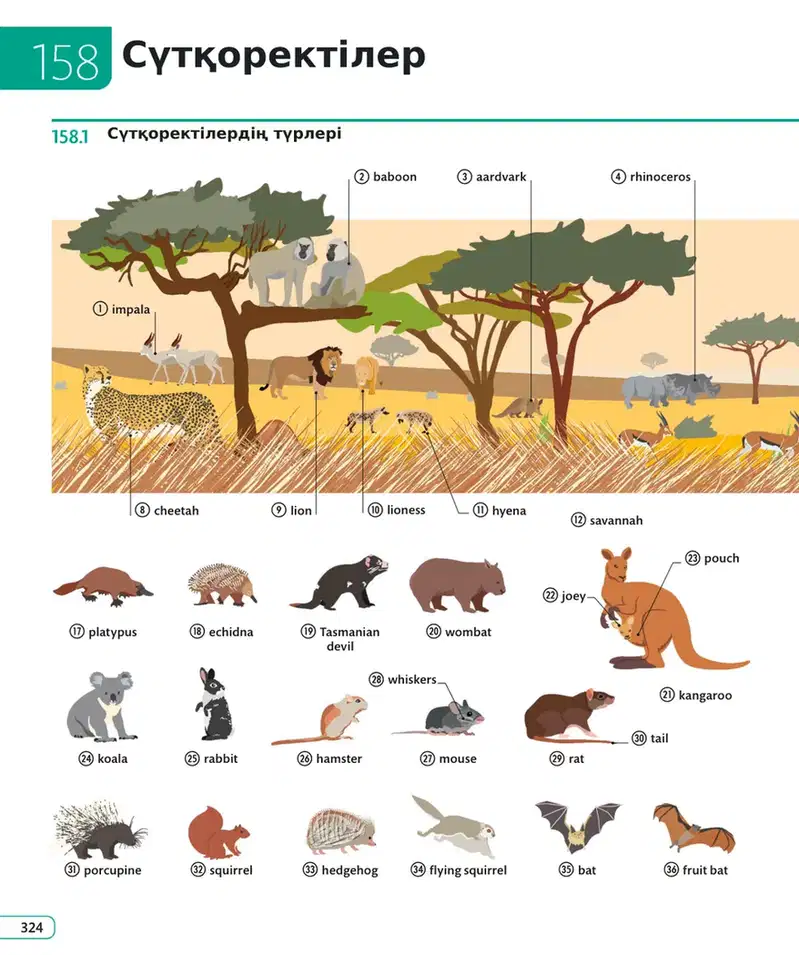 158 Сүтқоректілер
158.1 Сүтқоректілердің түрлері
2 baboon
3 aardvark
4 rhinoceros
1 impala
8 cheetah
9 lion
10 lioness
11 hyena
12 savannah
23 pouch
22 joey
17 platypus
18 echidna
19 Tasmanian
devil
20 wombat
28 whiskers
21 kangaroo
30 tail
24 koala
25 rabbit
26 hamster
27 mouse
29 rat
31 porcupine
32 squirrel
33 hedgehog
34 flying squirrel
35 bat
36 fruit bat
324